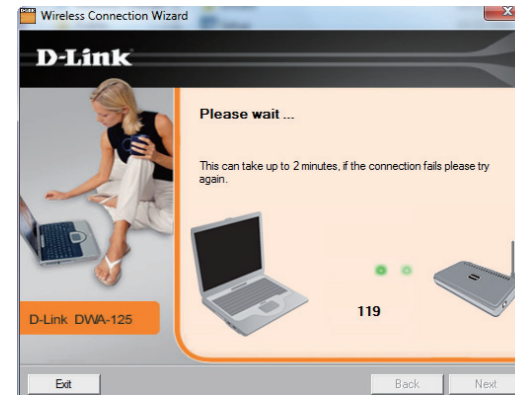 Wireless Connection Wizard
D-Link
Please wait ...
This can take up to 2 minutes, if the connection fails please try
again.
119
D-Link DWA-125
Exit
Back
Next